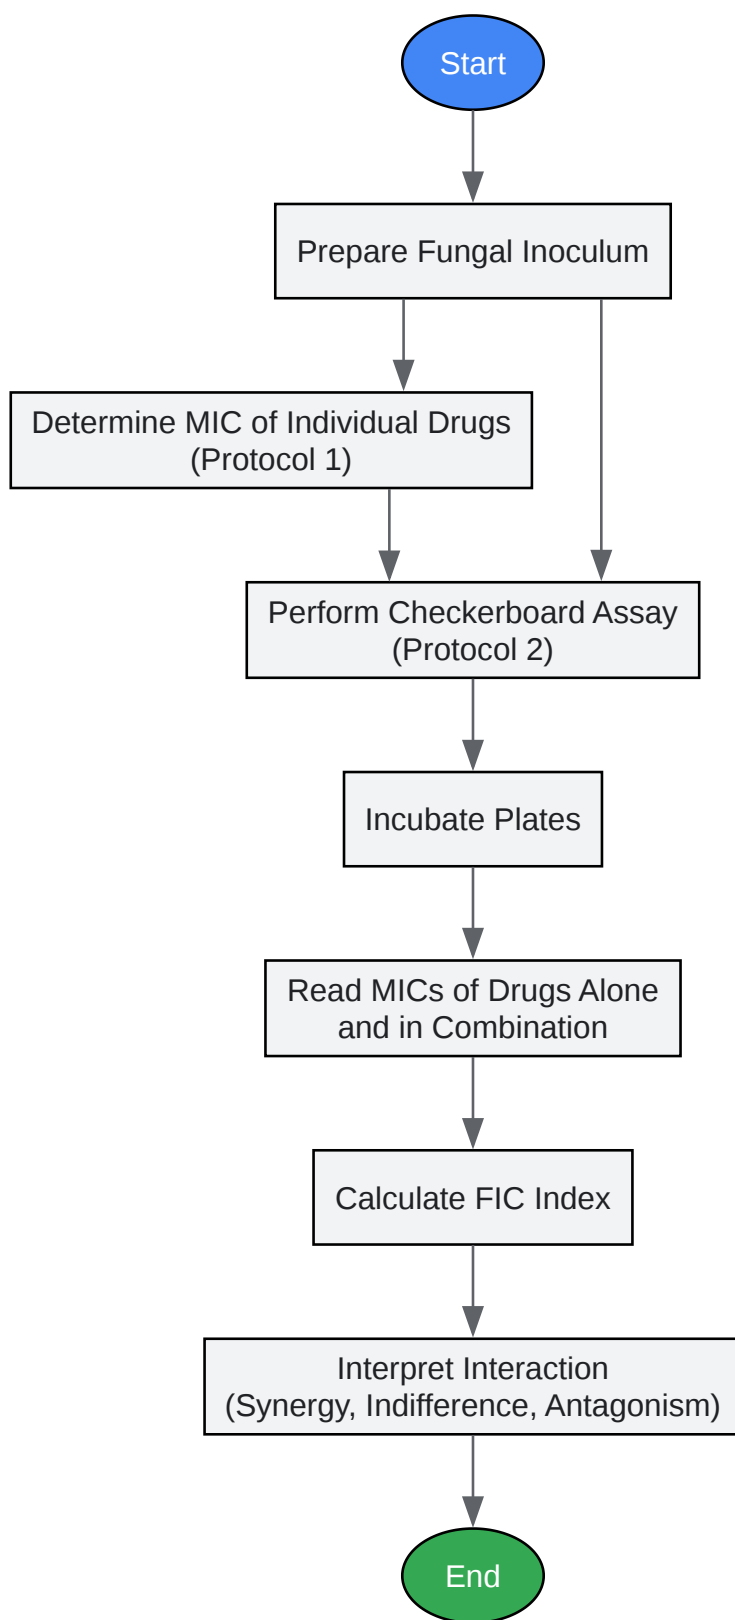 Start
Prepare Fungal Inoculum
Determine MIC of Individual Drugs
(Protocol 1)
Perform Checkerboard Assay
(Protocol 2)
Incubate Plates
Read MICs of Drugs Alone
and in Combination
Calculate FIC Index
Interpret Interaction
(Synergy, Indifference, Antagonism)
End